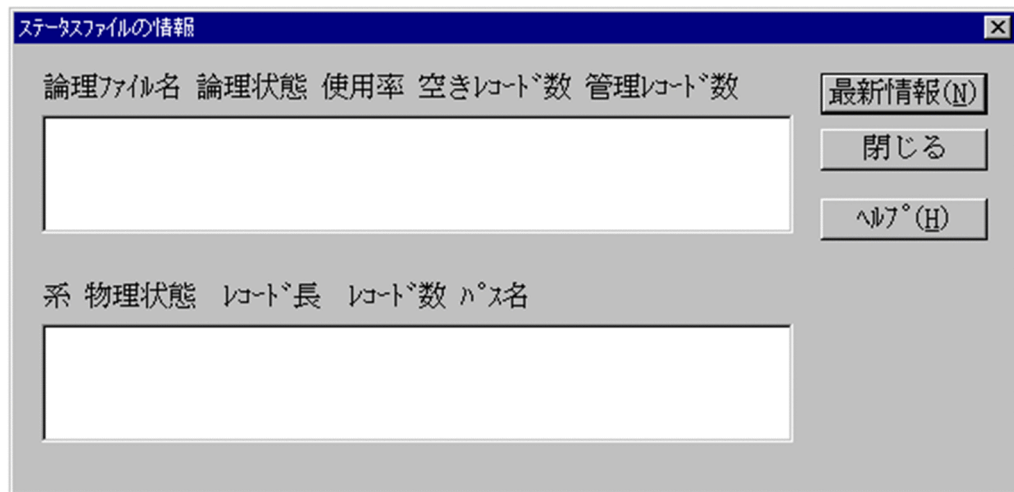 ｽﾃｰﾀｽﾌｧｲﾙの情報
論理ﾌｧｲﾙ名 論理状態 使用率 空きﾚｺｰﾄﾞ数 管理ﾚｺｰﾄﾞ数
最新情報(N)
閉じる
ﾍﾙﾌﾟ(H)
系 物理状態 ﾚｺｰﾄﾞ長 ﾚｺｰﾄﾞ数 ﾊﾟｽ名